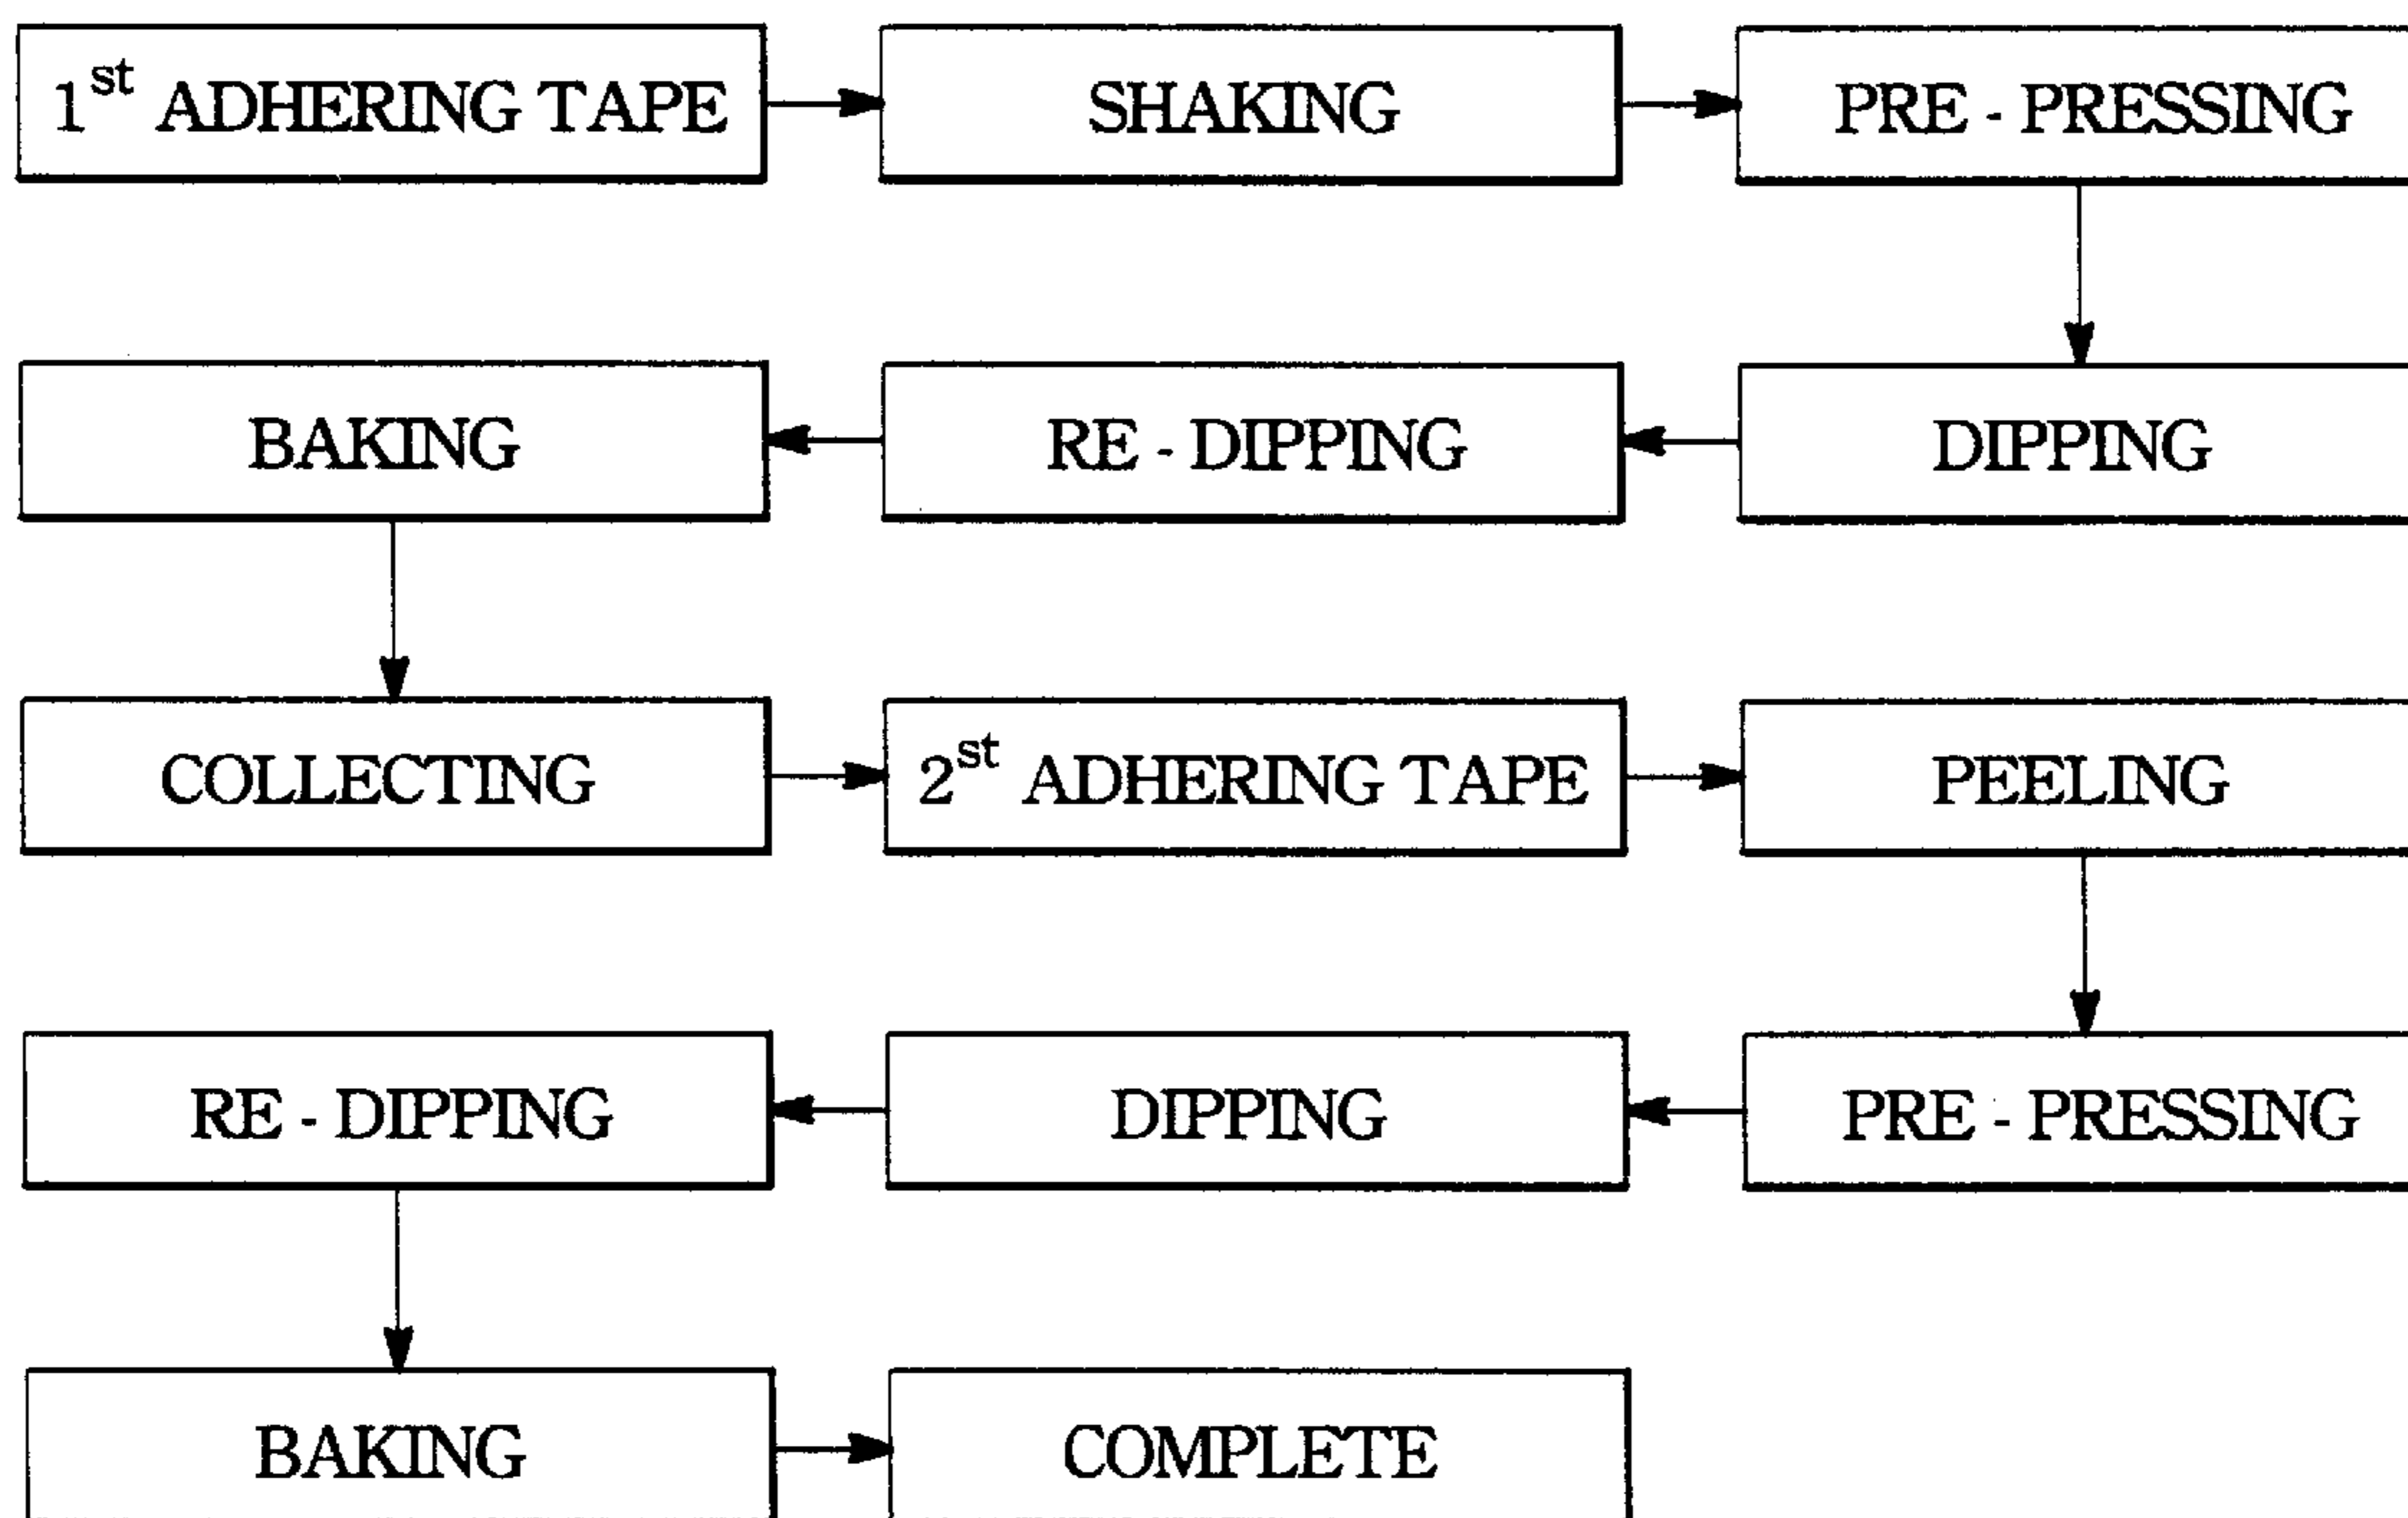 1st ADHERING TAPE
SHAKING
PRE - PRESSING
DIPPING
RE - DIPPING
BAKING
COLLECTING
2st ADHERING TAPE
PEELING
PRE - PRESSING
DIPPING
RE - DIPPING
BAKING
COMPLETE